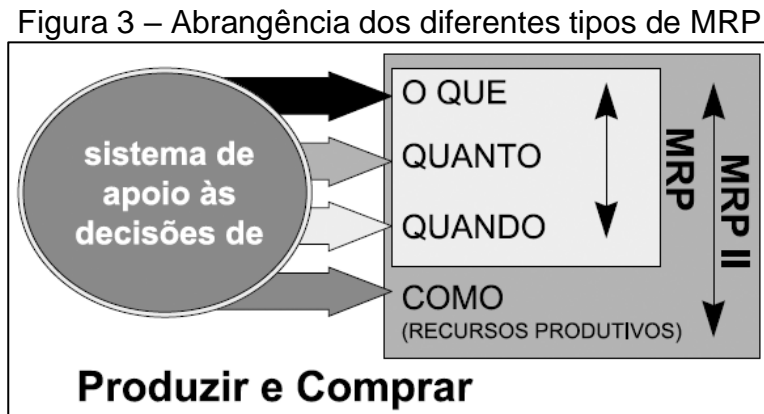 Figura 3 – Abrangência dos diferentes tipos de MRP
sistema de
apoio às
decisões de
O QUE
QUANTO
QUANDO
COMO
(RECURSOS PRODUTIVOS)
MRP
MRP II
Produzir e Comprar